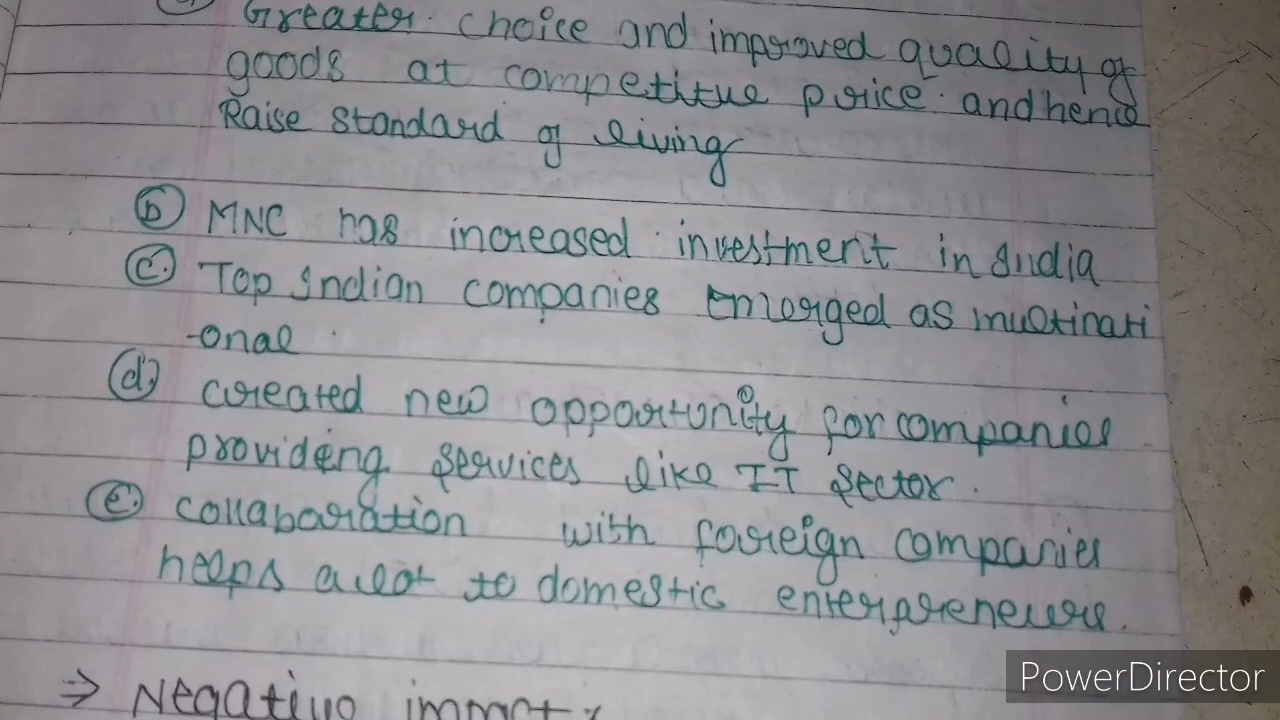 a) Greater choice and improved quality of
goods at competitue price. and hence
Raise standard of living
b) MNC has increased investment in India
c) Top Indian companies Emerged as multinati
-onal.
d) created new opportunity for companies
providing services like IT Sector.
e) collaboration with foreign companies
helps a lot to domestic enterpreneurs.
⇒ Negative impact:
PowerDirector